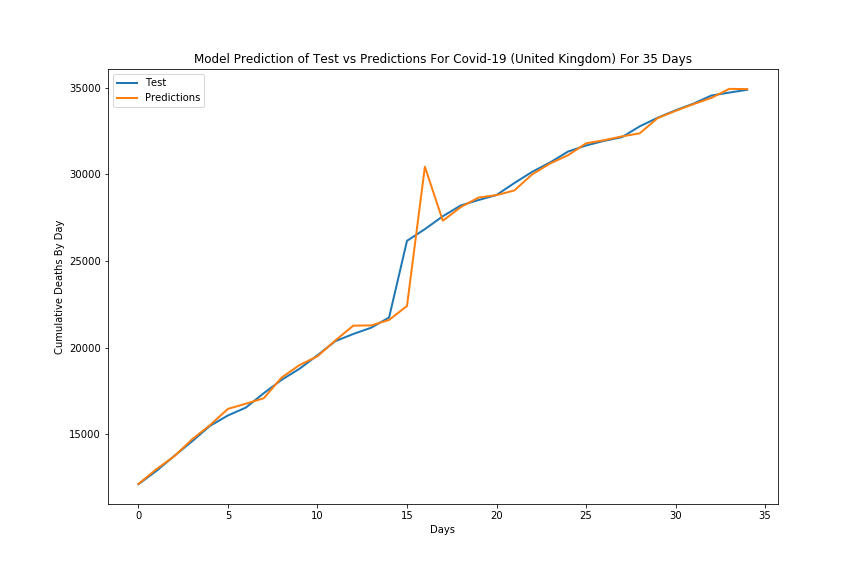 Model Prediction of Test vs Predictions For Covid-19 (United Kingdom) For 35 Days
Test
Predictions
35000
30000
25000
20000
15000
Cumulative Deaths By Day
0 5 10 15 20 25 30 35
Days